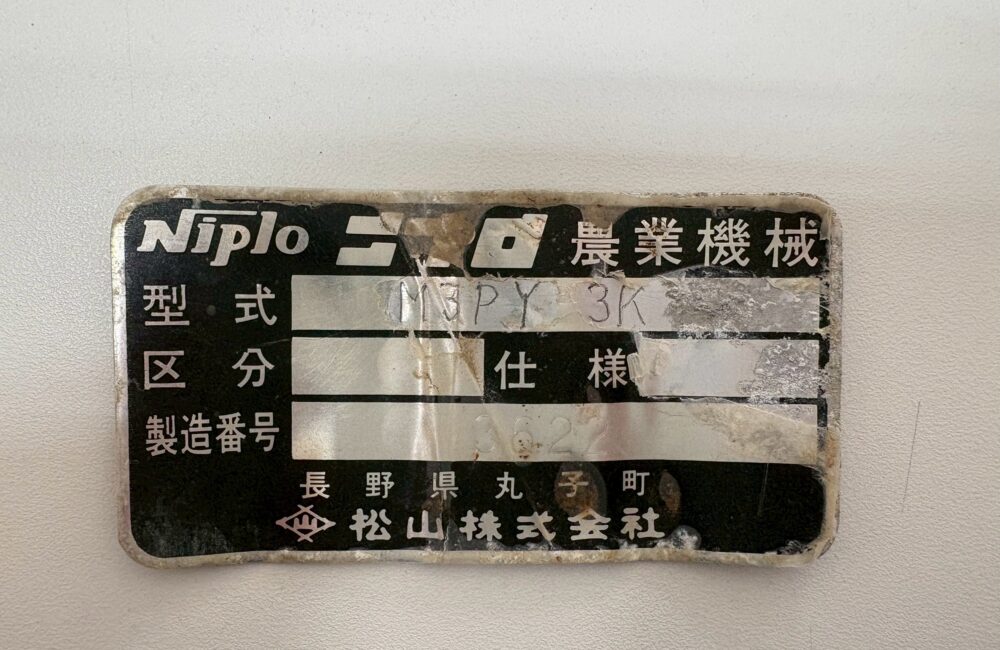 Niplo ニプロ 農業機械
型式 M3PY 3K
区分 仕様
製造番号
長野県丸子町
松山株式会社